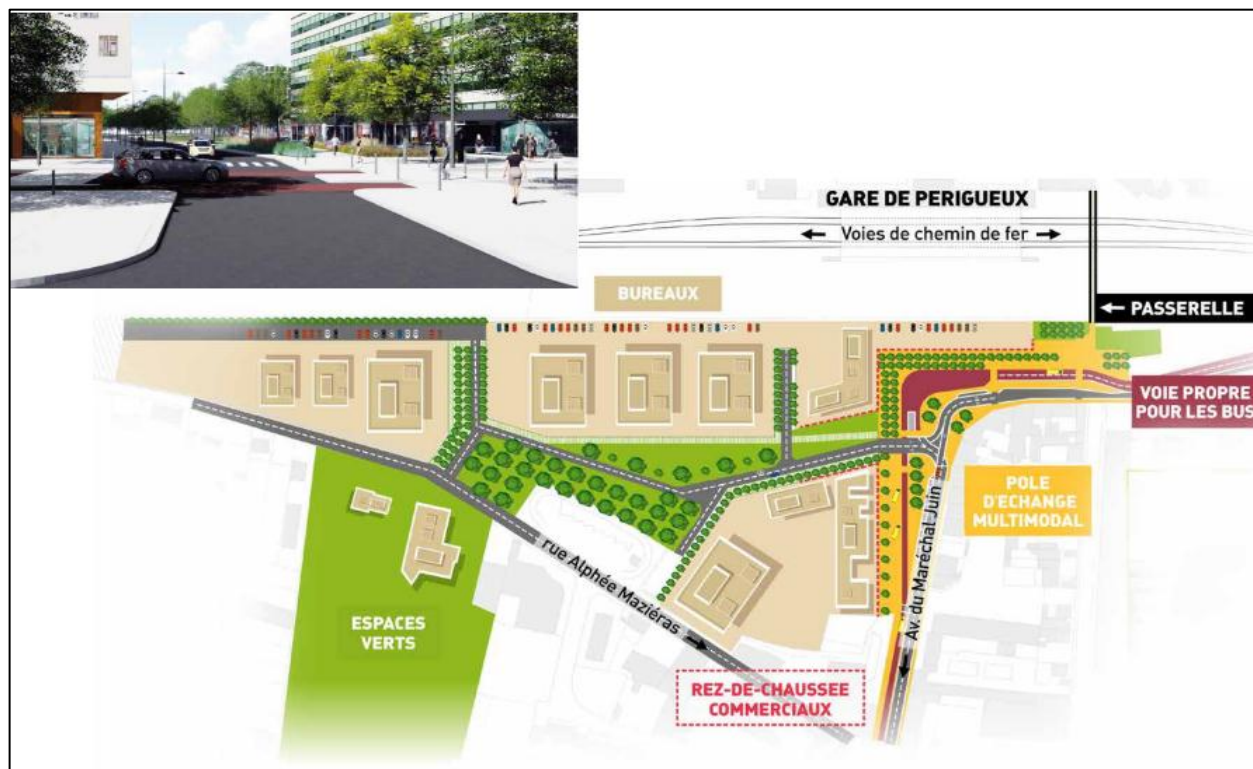 GARE DE PERIGUEUX
← Voies de chemin de fer →
BUREAUX
← PASSERELLE
VOIE PROPRE
POUR LES BUS
POLE
D'ECHANGE
MULTIMODAL
Av. du Maréchal Juin
rue Alphée Maziéras
ESPACES
VERTS
REZ-DE-CHAUSSEE
COMMERCIAUX